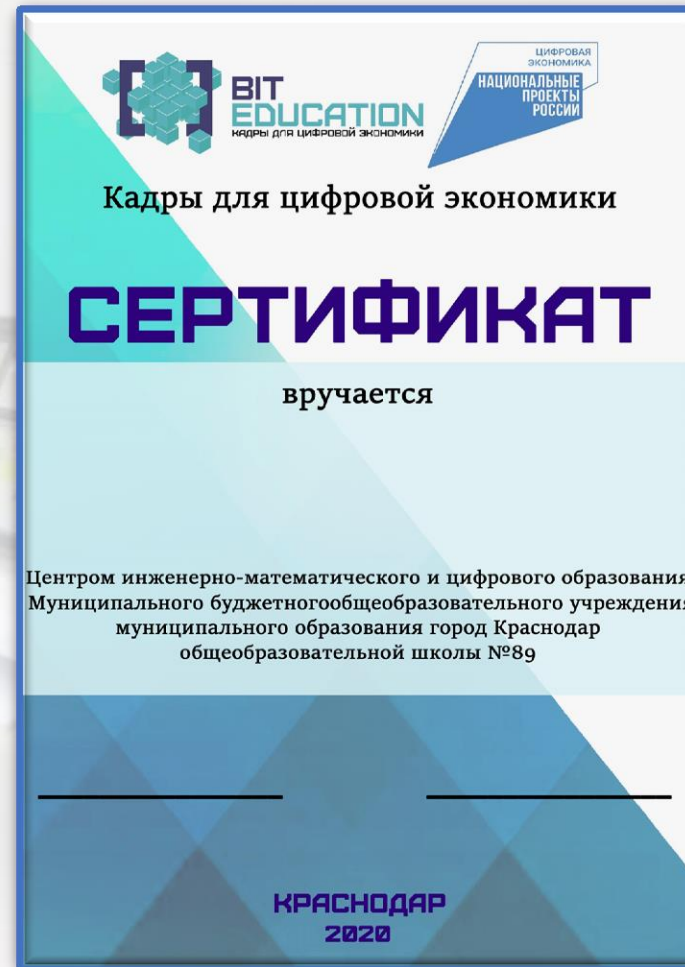 BIT
EDUCATION
КАДРЫ ДЛЯ ЦИФРОВОЙ ЭКОНОМИКИ
ЦИФРОВАЯ
ЭКОНОМИКА
НАЦИОНАЛЬНЫЕ
ПРОЕКТЫ
РОССИИ
Кадры для цифровой экономики
СЕРТИФИКАТ
вручается
Центром инженерно-математического и цифрового образования
Муниципального бюджетногообщеобразовательного учреждения
муниципального образования город Краснодар
общеобразовательной школы №89
КРАСНОДАР
2020